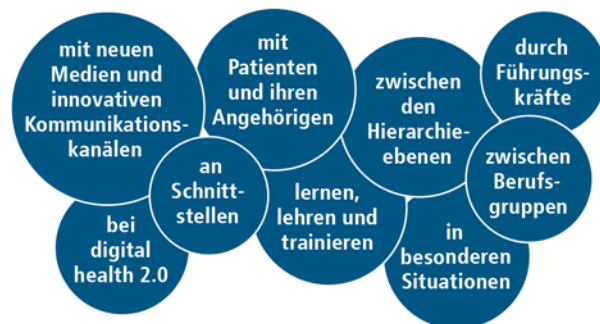 mit neuen
Medien und
innovativen
Kommunikations-
kanälen
mit
Patienten
und ihren
Angehörigen
zwischen
den
Hierarchie-
ebenen
durch
Führungs-
kräfte
an
Schnitt-
stellen
zwischen
Berufs-
gruppen
bei
digital
health 2.0
lernen,
lehren und
trainieren
in
besonderen
Situationen